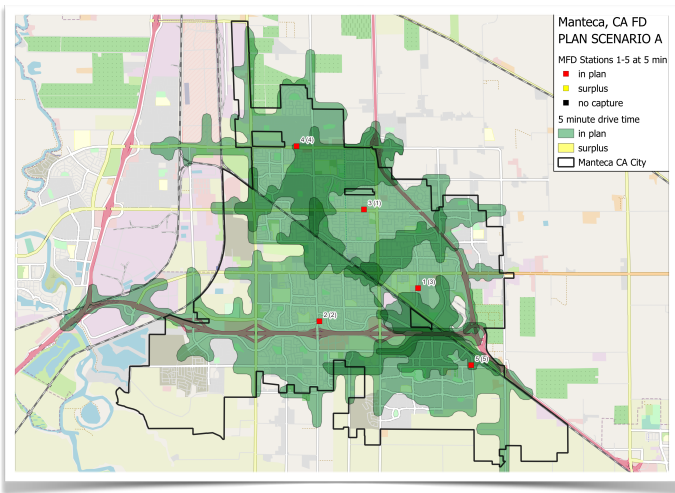 Manteca, CA FD
PLAN SCENARIO A
MFD Stations 1-5 at 5 min
in plan
surplus
no capture
5 minute drive time
in plan
surplus
Manteca CA City
4 (4)
3 (1)
1 (3)
2 (2)
5 (5)